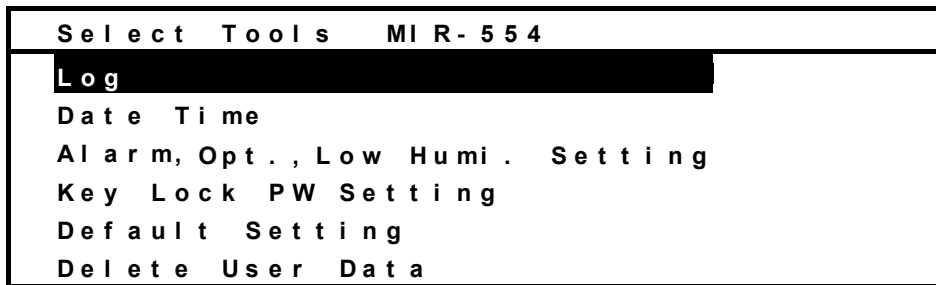 Select Tools MIR-554
Log
Date Time
Alarm, Opt., Low Humi. Setting
Key Lock PW Setting
Default Setting
Delete User Data